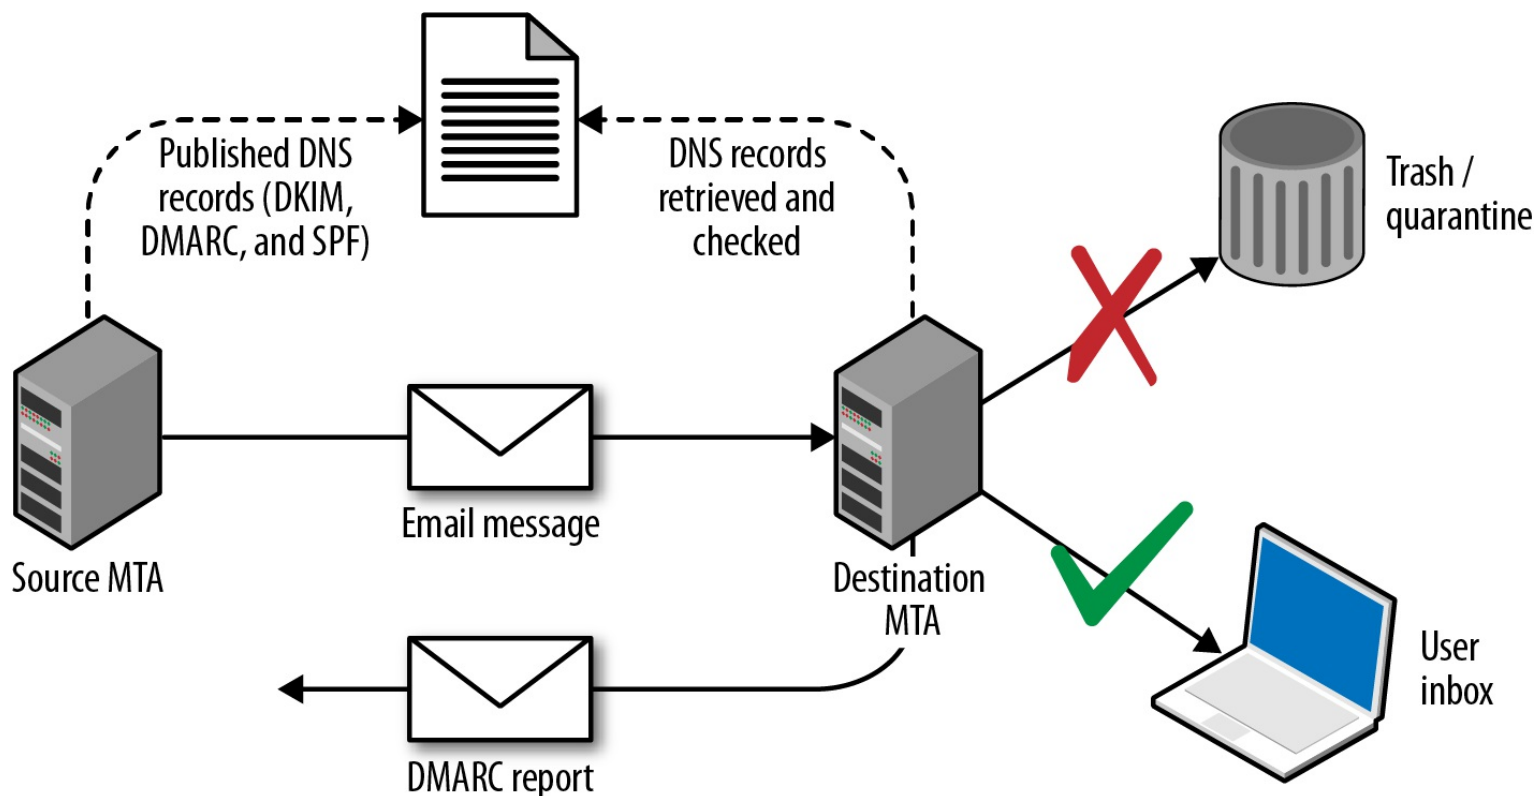 Published DNS
records (DKIM,
DMARC, and SPF)
DNS records
retrieved and
checked
Trash /
quarantine
Email message
Source MTA
Destination
MTA
User
inbox
DMARC report